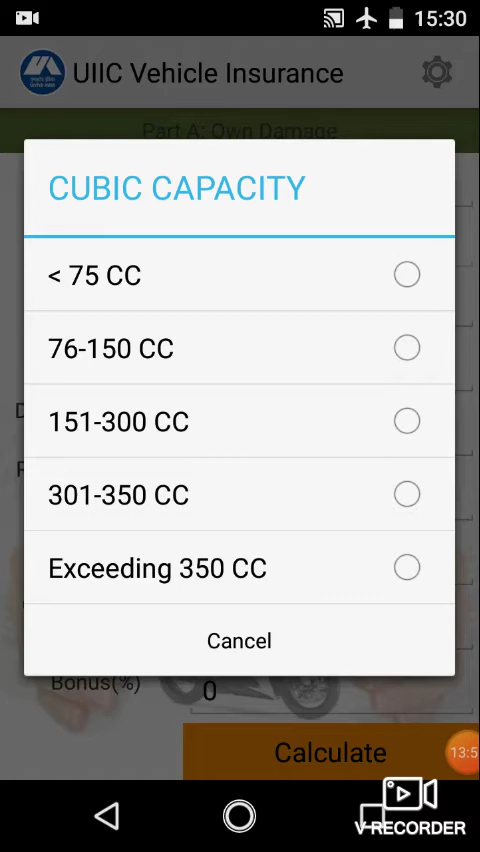 15:30
UIIC Vehicle Insurance
Part A: Own Damage
CUBIC CAPACITY
< 75 CC
76-150 CC
151-300 CC
301-350 CC
Exceeding 350 CC
Cancel
Bonus(%)
0
Calculate
13:5
V RECORDER